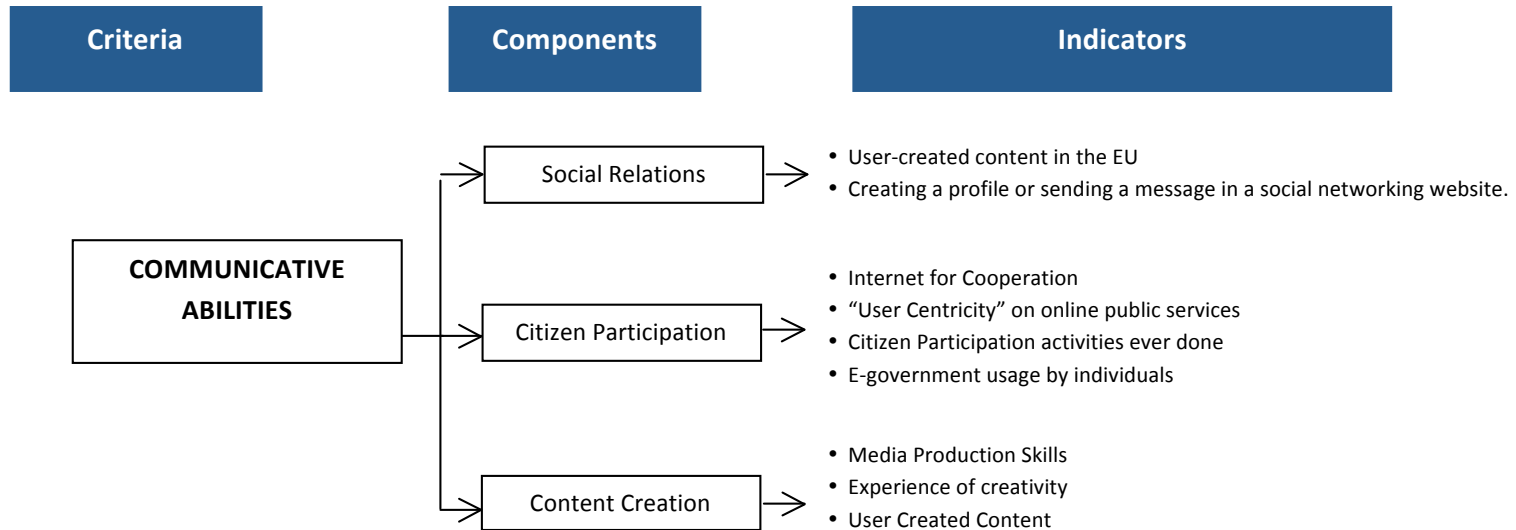 Criteria
Components
Indicators
COMMUNICATIVE
ABILITIES
Social Relations
• User-created content in the EU
• Creating a profile or sending a message in a social networking website.
Citizen Participation
• Internet for Cooperation
• “User Centricity” on online public services
• Citizen Participation activities ever done
• E-government usage by individuals
Content Creation
• Media Production Skills
• Experience of creativity
• User Created Content